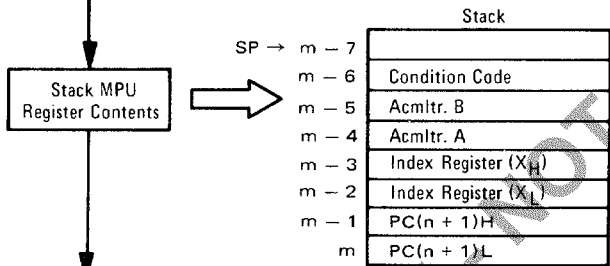 Stack
SP → m – 7
m – 6 Condition Code
Stack MPU
Register Contents
m – 5 Acmltr. B
m – 4 Acmltr. A
m – 3 Index Register (XH)
m – 2 Index Register (XL)
m – 1 PC(n + 1)H
m PC(n + 1)L
NOT